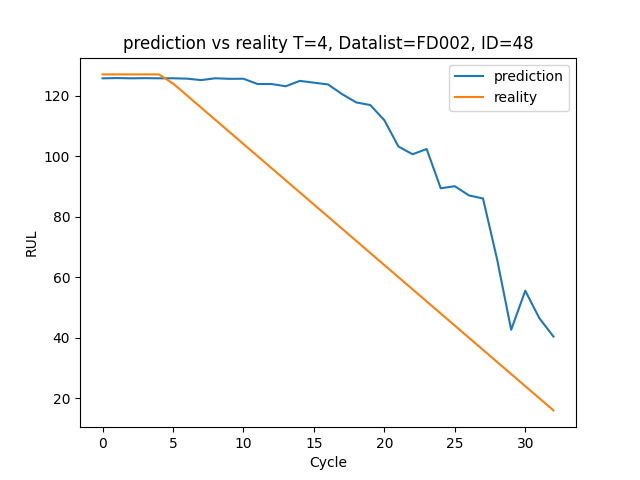 prediction vs reality T=4, Datalist=FD002, ID=48
prediction
reality
RUL
120
100
80
60
40
20
0 5 10 15 20 25 30
Cycle